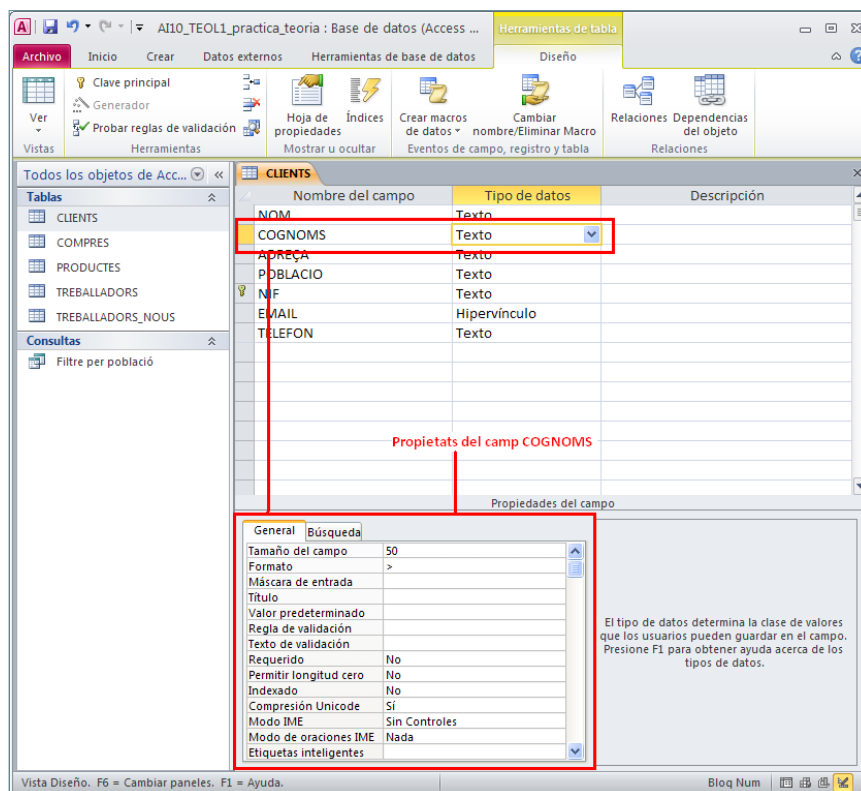 AI10_TEOL1_practica_teoria : Base de datos (Access ...
Herramientas de tabla
Archivo
Inicio
Crear
Datos externos
Herramientas de base de datos
Diseño
Ver
Vistas
Clave principal
Generador
Probar reglas de validación
Herramientas
Hoja de propiedades
Índices
Mostrar u ocultar
Crear macros de datos
Cambiar nombre/Eliminar Macro
Eventos de campo, registro y tabla
Relaciones
Dependencias del objeto
Relaciones
Todos los objetos de Acc...
Tablas
CLIENTS
COMPRES
PRODUCTES
TREBALLADORS
TREBALLADORS_NOUS
Consultas
Filtre per població
CLIENTS
Nombre del campo Tipo de datos Descripción
NOM Texto
COGNOMS Texto
ADREÇA Texto
POBLACIO Texto
NIF Texto
EMAIL Hipervínculo
TELEFON Texto
Propietats del camp COGNOMS
Propiedades del campo
General Búsqueda
Tamaño del campo 50
Formato >
Máscara de entrada
Título
Valor predeterminado
Regla de validación
Texto de validación
Requerido No
Permitir longitud cero No
Indexado No
Compresión Unicode Sí
Modo IME Sin Controles
Modo de oraciones IME Nada
Etiquetas inteligentes
El tipo de datos determina la clase de valores
que los usuarios pueden guardar en el campo.
Presione F1 para obtener ayuda acerca de los
tipos de datos.
Vista Diseño. F6 = Cambiar paneles. F1 = Ayuda.
Bloq Num